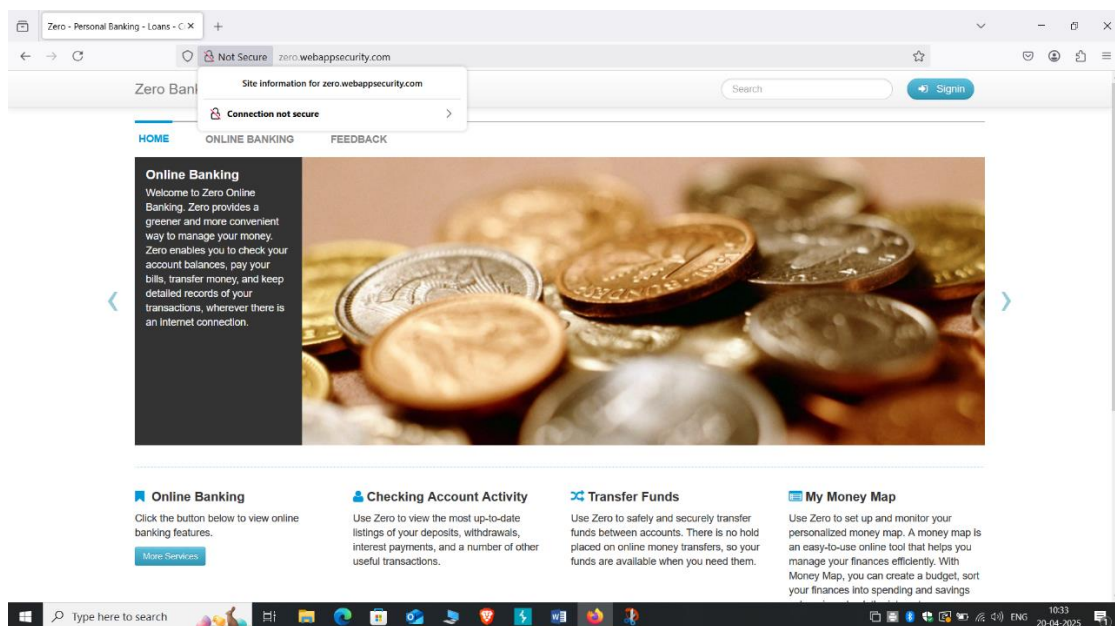 Zero - Personal Banking - Loans - C
Not Secure zero.webappsecurity.com
Site information for zero.webappsecurity.com
Connection not secure
Zero Bank
Search
Signin
HOME ONLINE BANKING FEEDBACK
Online Banking
Welcome to Zero Online
Banking. Zero provides a
greener and more convenient
way to manage your money.
Zero enables you to check your
account balances, pay your
bills, transfer money, and keep
detailed records of your
transactions, wherever there is
an internet connection.
Online Banking
Click the button below to view online
banking features.
More Services
Checking Account Activity
Use Zero to view the most up-to-date
listings of your deposits, withdrawals,
interest payments, and a number of other
useful transactions.
Transfer Funds
Use Zero to safely and securely transfer
funds between accounts. There is no hold
placed on online money transfers, so your
funds are available when you need them.
My Money Map
Use Zero to set up and monitor your
personalized money map. A money map is
an easy-to-use online tool that helps you
manage your finances efficiently. With
Money Map, you can create a budget, sort
your finances into spending and savings
Type here to search
ENG
10:33
20-04-2025